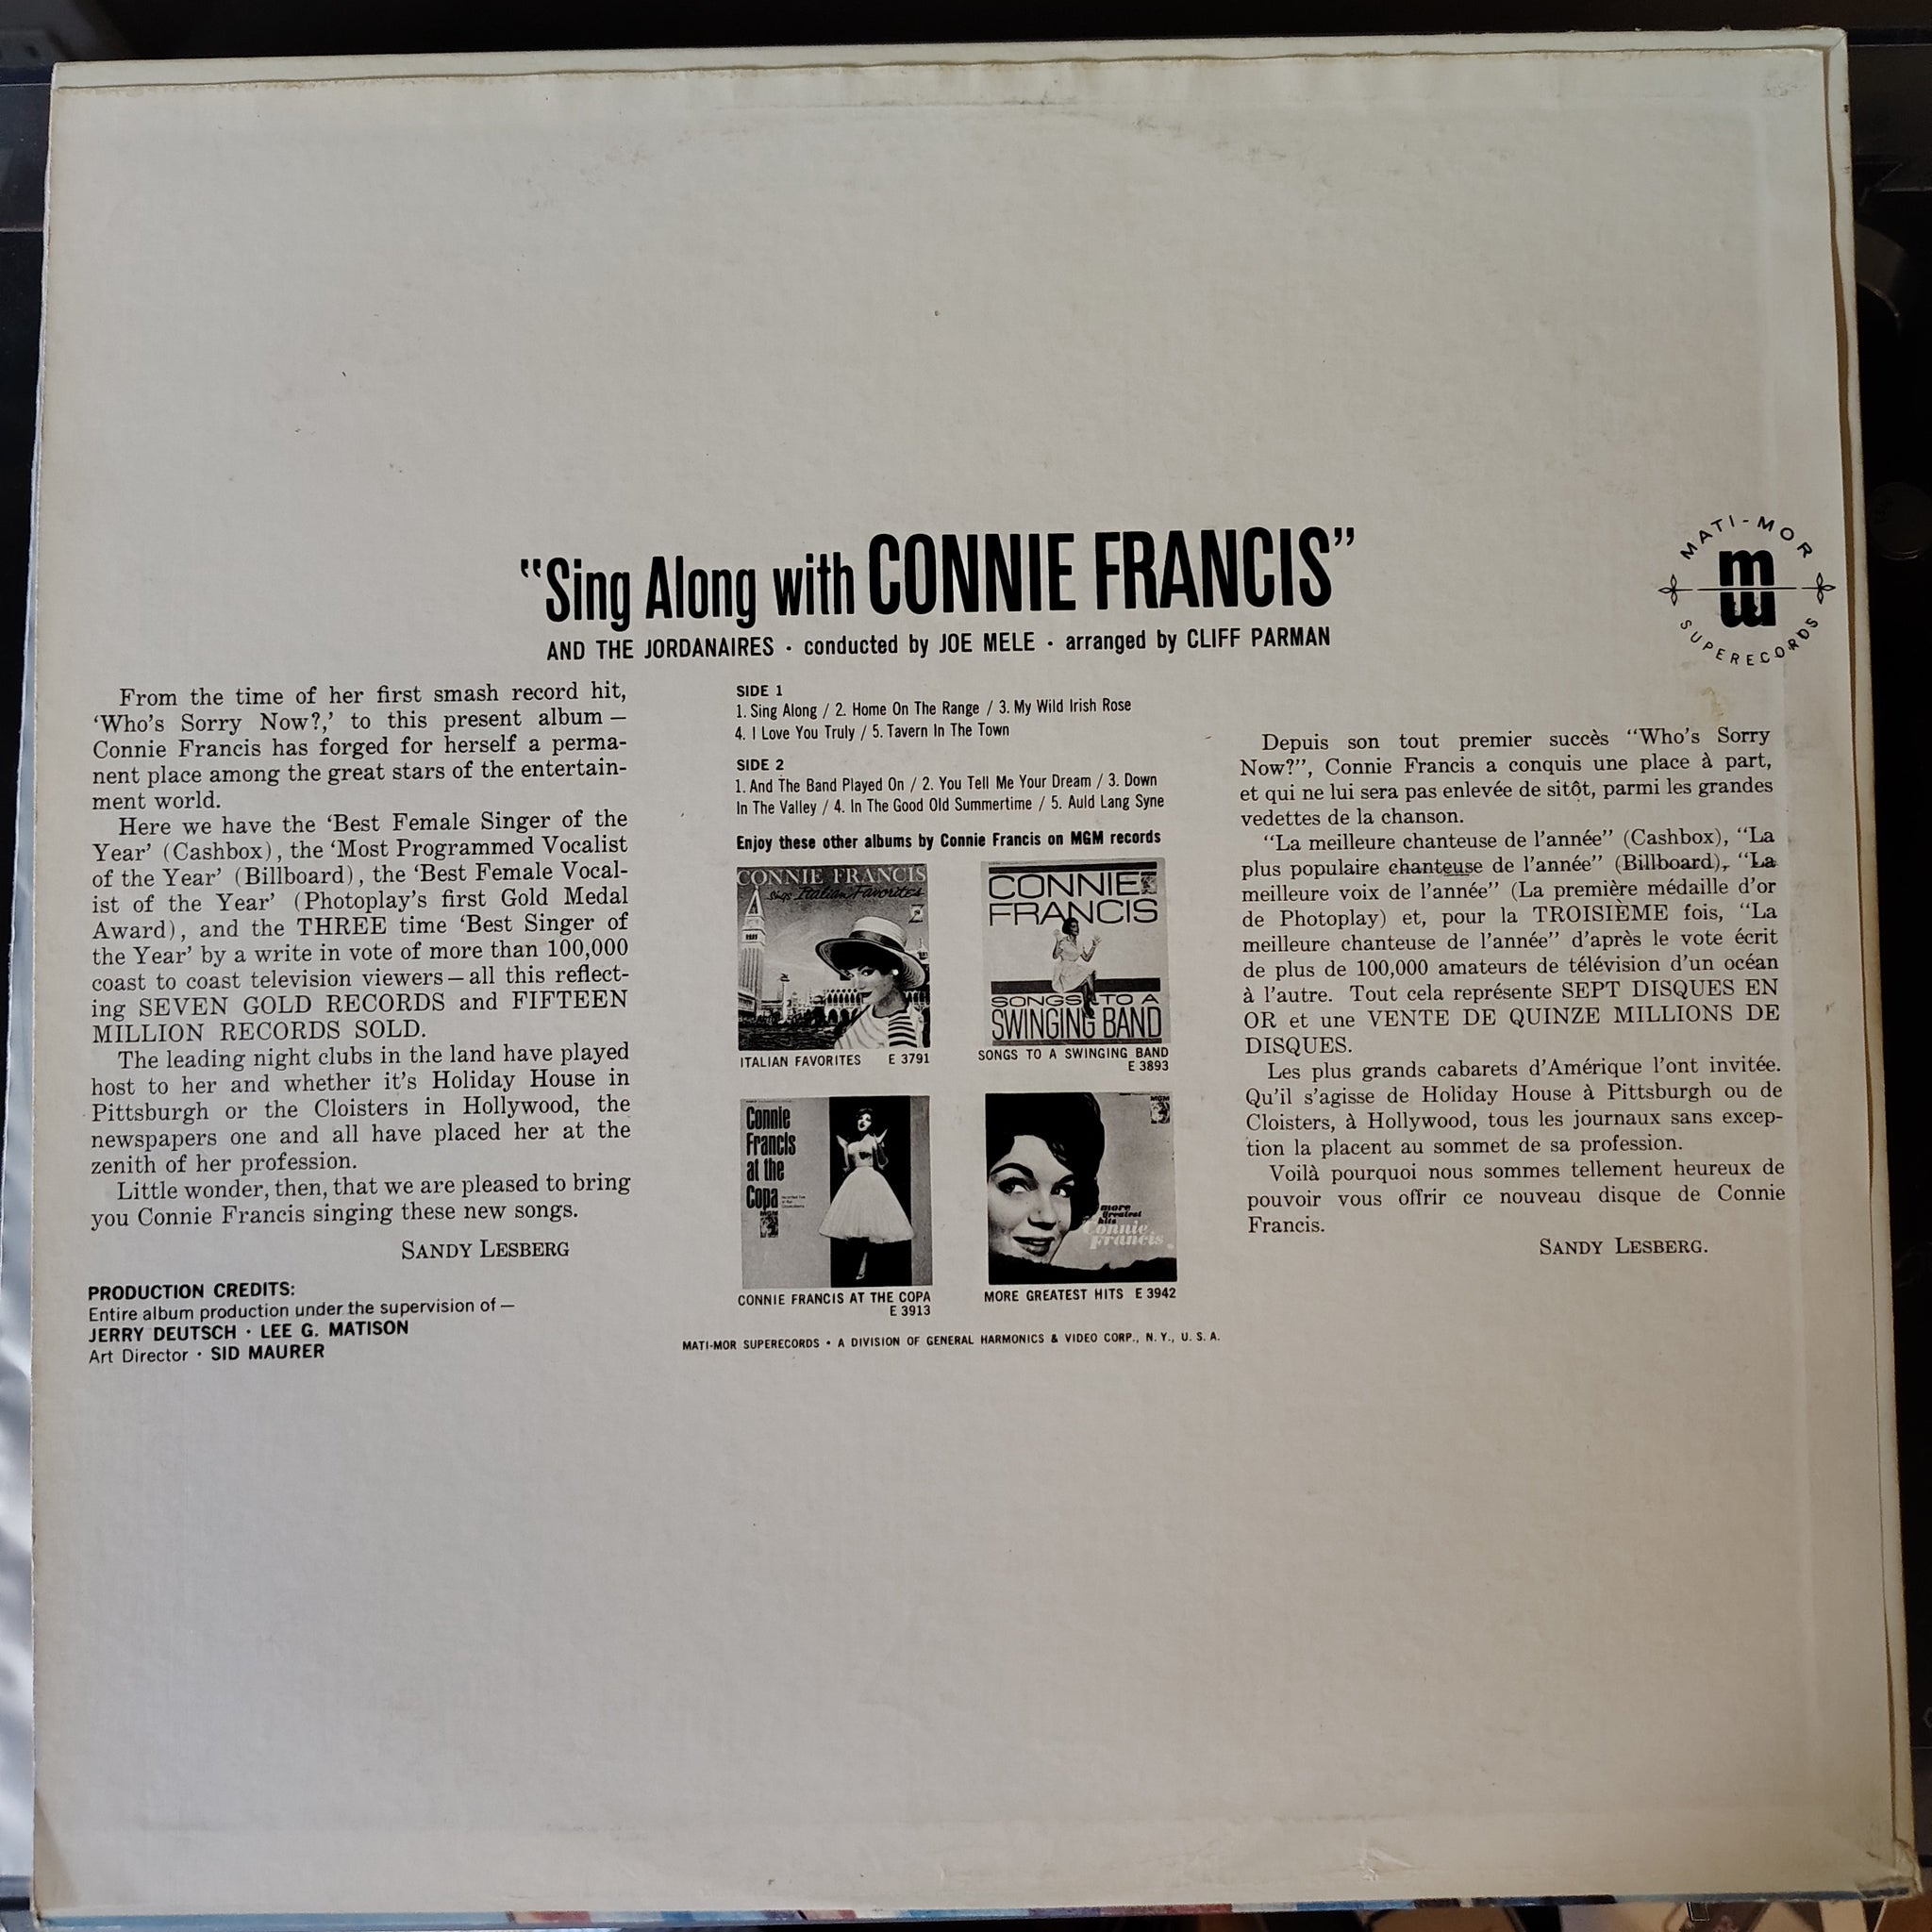 "Sing Along with CONNIE FRANCIS"
AND THE JORDANAIRES · conducted by JOE MELE · arranged by CLIFF PARMAN
MATI-MOR
m
SUPERECORDS
From the time of her first smash record hit,
'Who's Sorry Now?,' to this present album —
Connie Francis has forged for herself a perma-
nent place among the great stars of the entertain-
ment world.
Here we have the 'Best Female Singer of the
Year' (Cashbox), the 'Most Programmed Vocalist
of the Year' (Billboard), the 'Best Female Vocal-
ist of the Year' (Photoplay's first Gold Medal
Award), and the THREE time 'Best Singer of
the Year' by a write in vote of more than 100,000
coast to coast television viewers — all this reflect-
ing SEVEN GOLD RECORDS and FIFTEEN
MILLION RECORDS SOLD.
The leading night clubs in the land have played
host to her and whether it's Holiday House in
Pittsburgh or the Cloisters in Hollywood, the
newspapers one and all have placed her at the
zenith of her profession.
Little wonder, then, that we are pleased to bring
you Connie Francis singing these new songs.
SANDY LESBERG
PRODUCTION CREDITS:
Entire album production under the supervision of —
JERRY DEUTSCH · LEE G. MATISON
Art Director · SID MAURER
SIDE 1
1. Sing Along / 2. Home On The Range / 3. My Wild Irish Rose
4. I Love You Truly / 5. Tavern In The Town
SIDE 2
1. And The Band Played On / 2. You Tell Me Your Dream / 3. Down
In The Valley / 4. In The Good Old Summertime / 5. Auld Lang Syne
Enjoy these other albums by Connie Francis on MGM records
CONNIE FRANCIS
sings Italian Favorites
ITALIAN FAVORITES E 3791
CONNIE
FRANCIS
SONGS TO A
SWINGING BAND
SONGS TO A SWINGING BAND
E 3893
Connie
Francis
at the
Copa
MGM
CONNIE FRANCIS AT THE COPA
E 3913
MGM
more
greatest
hits
Connie
Francis
MORE GREATEST HITS E 3942
MATI-MOR SUPERECORDS • A DIVISION OF GENERAL HARMONICS & VIDEO CORP., N. Y., U. S. A.
Depuis son tout premier succès "Who's Sorry
Now?", Connie Francis a conquis une place à part,
et qui ne lui sera pas enlevée de sitôt, parmi les grandes
vedettes de la chanson.
"La meilleure chanteuse de l'année" (Cashbox), "La
plus populaire chanteuse de l'année" (Billboard), "La
meilleure voix de l'année" (La première médaille d'or
de Photoplay) et, pour la TROISIÈME fois, "La
meilleure chanteuse de l'année" d'après le vote écrit
de plus de 100,000 amateurs de télévision d'un océan
à l'autre. Tout cela représente SEPT DISQUES EN
OR et une VENTE DE QUINZE MILLIONS DE
DISQUES.
Les plus grands cabarets d'Amérique l'ont invitée.
Qu'il s'agisse de Holiday House à Pittsburgh ou de
Cloisters, à Hollywood, tous les journaux sans excep-
tion la placent au sommet de sa profession.
Voilà pourquoi nous sommes tellement heureux de
pouvoir vous offrir ce nouveau disque de Connie
Francis.
SANDY LESBERG.